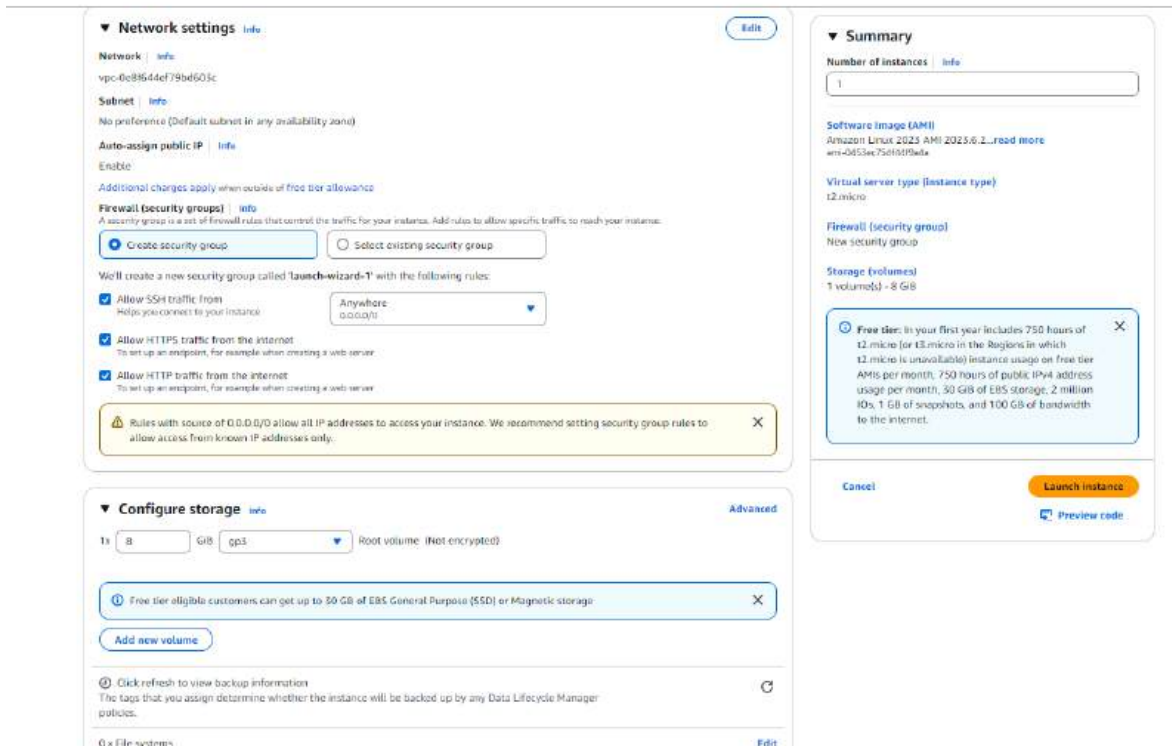 Network settings Info
Edit
Network Info
Subnet Info
No preference (Default subnet in any availability zone)
Auto-assign public IP Info
Enable
Additional charges apply when outside of free tier allowance
Firewall (security groups) Info
A security group is a set of firewall rules that control the traffic for your instance. Add rules to allow specific traffic to reach your instance.
Create security group
Select existing security group
We'll create a new security group called 'launch-wizard-1' with the following rules:
Allow SSH traffic from
Helps you connect to your instance
Anywhere
0.0.0.0/0
Allow HTTPS traffic from the internet
To set up an endpoint, for example when creating a web server
Allow HTTP traffic from the internet
To set up an endpoint, for example when creating a web server
Rules with source of 0.0.0.0/0 allow all IP addresses to access your instance. We recommend setting security group rules to
allow access from known IP addresses only.
Configure storage Info
Advanced
1x 8 GiB gp3 Root volume (Not encrypted)
Free tier eligible customers can get up to 30 GB of EBS General Purpose (SSD) or Magnetic storage
Add new volume
Click refresh to view backup information
The tags that you assign determine whether the instance will be backed up by any Data Lifecycle Manager
policies.
0 x File systems
Edit
Summary
Number of instances Info
1
Software Image (AMI)
Amazon Linux 2023 AMI 2023.6.2...read more
Virtual server type (instance type)
t2.micro
Firewall (security group)
New security group
Storage (volumes)
1 volume(s) - 8 GiB
Free tier: In your first year includes 750 hours of
t2.micro (or t3.micro in the Regions in which
t2.micro is unavailable) instance usage on free tier
AMIs per month, 750 hours of public IPv4 address
usage per month, 30 GiB of EBS storage, 2 million
IOs, 1 GB of snapshots, and 100 GB of bandwidth
to the internet.
Cancel
Launch instance
Preview code